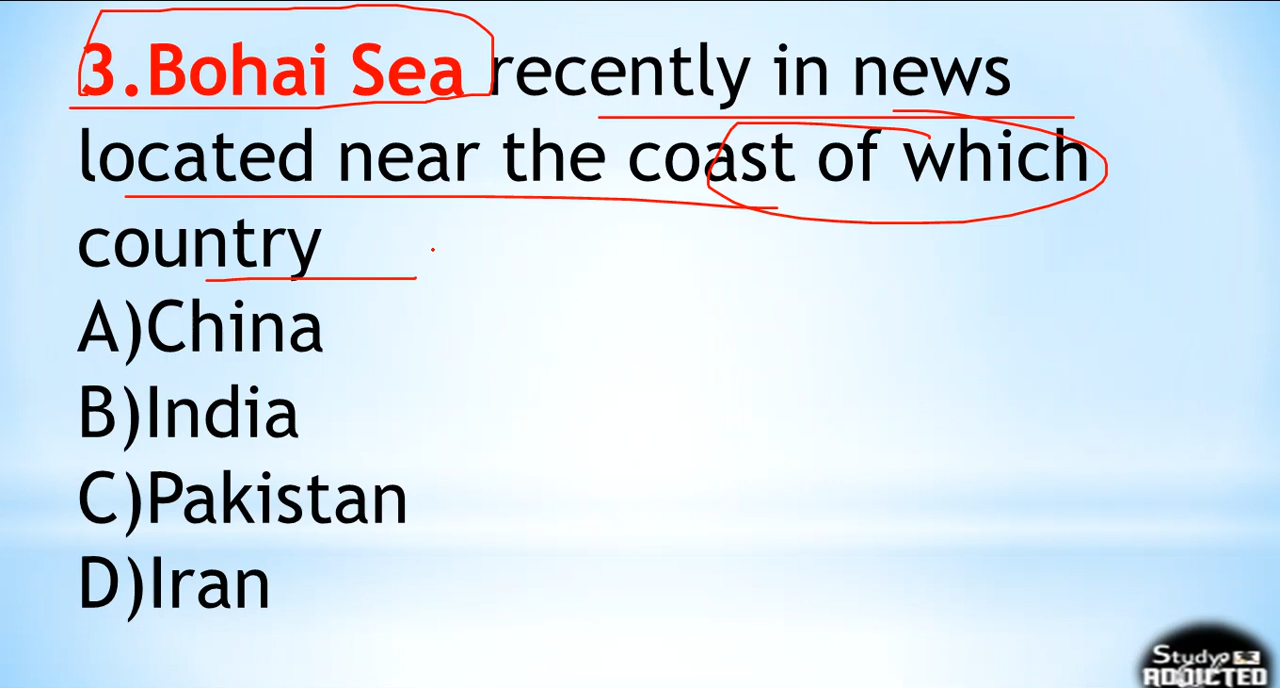 3.Bohai Sea recently in news
located near the coast of which
country
A)China
B)India
C)Pakistan
D)Iran
Study
ADDICTED